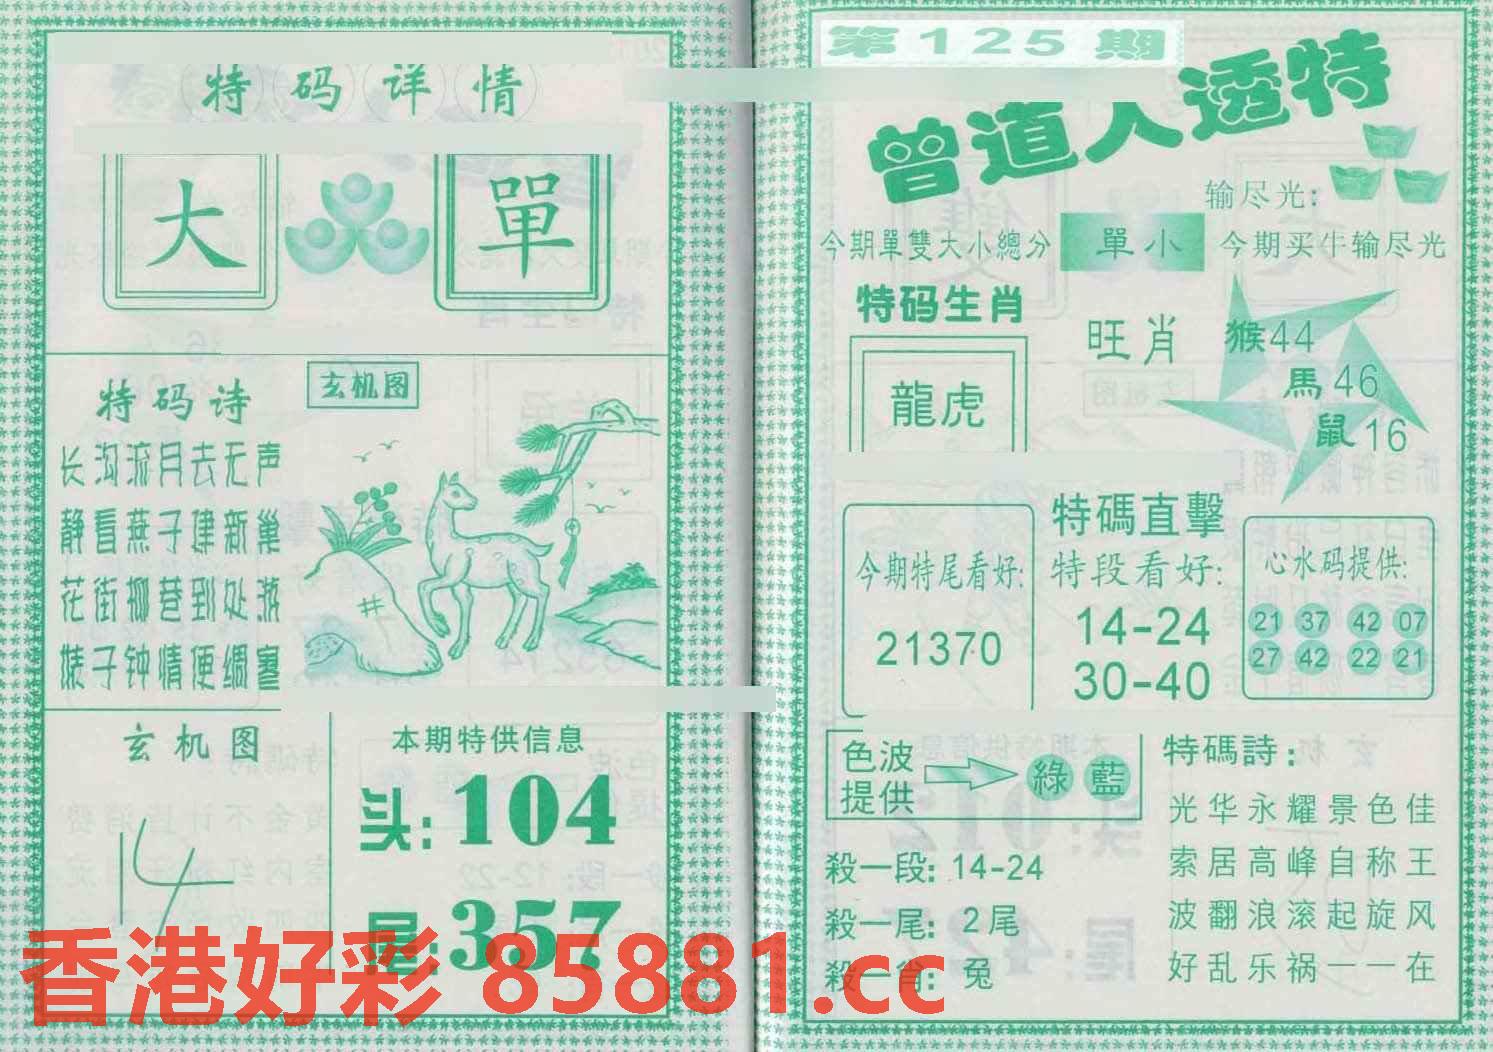 特码详情
大 單
特码诗
长沟流月去无声
静看燕子建新巢
花街柳巷到处游
婊子钟情便绸
玄机图
井
玄机图
14
本期特供信息
头:104
尾:357
第125期
曾道人透特
输尽光:
今期單雙大小總分 單小 今期买牛输尽光
特码生肖
龍虎
旺肖
猴44
馬46
鼠16
今期特尾看好:
21370
特碼直擊
特段看好:
14-24
30-40
心水码提供:
21 37 42 07
27 42 22 21
色波提供
綠 藍
殺一段: 14-24
殺一尾: 2尾
殺一肖: 兔
特碼詩:
光华永耀景色佳
索居高峰自称王
波翻浪滚起旋风
好乱乐祸一一在
香港好彩 85881.cc